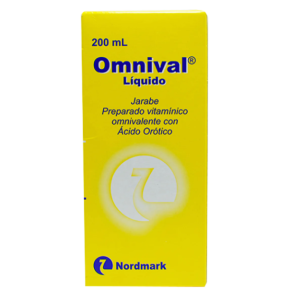 200 mL
Omnival®
Líquido
Jarabe
Preparado vitamínico
omnivalente con
Ácido Orótico
Nordmark